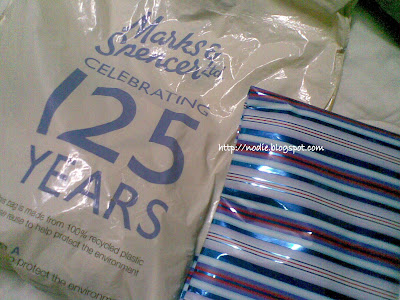 Marks &
Spencer
CELEBRATING
125
YEARS
bag is made from 100% recycled plastic
reuse to help protect the environment
protect the environment
http://nodie.blogspot.com